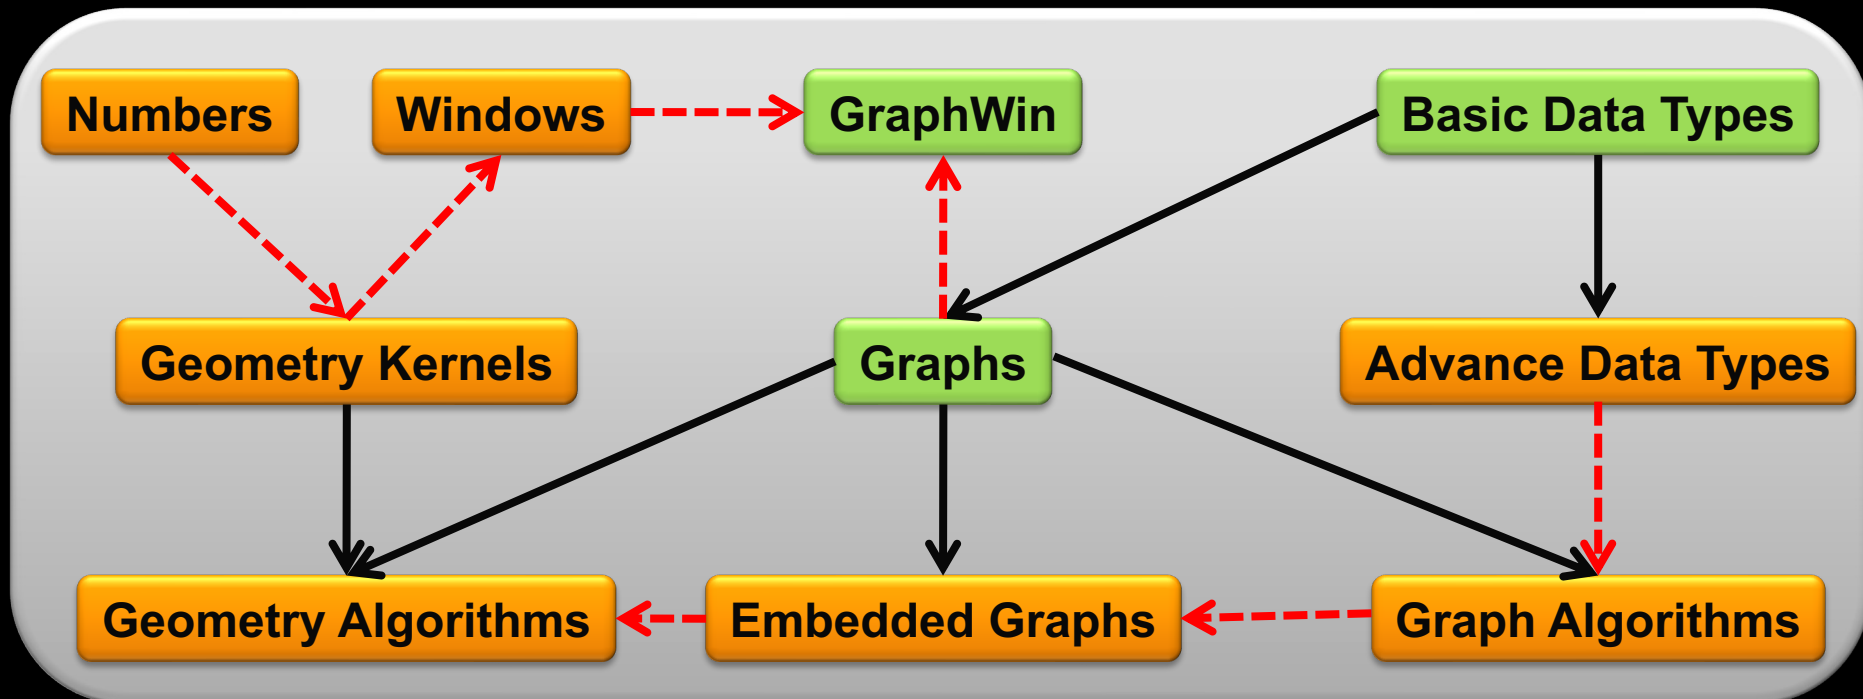 Numbers
Windows
GraphWin
Basic Data Types
Geometry Kernels
Graphs
Advance Data Types
Geometry Algorithms
Embedded Graphs
Graph Algorithms